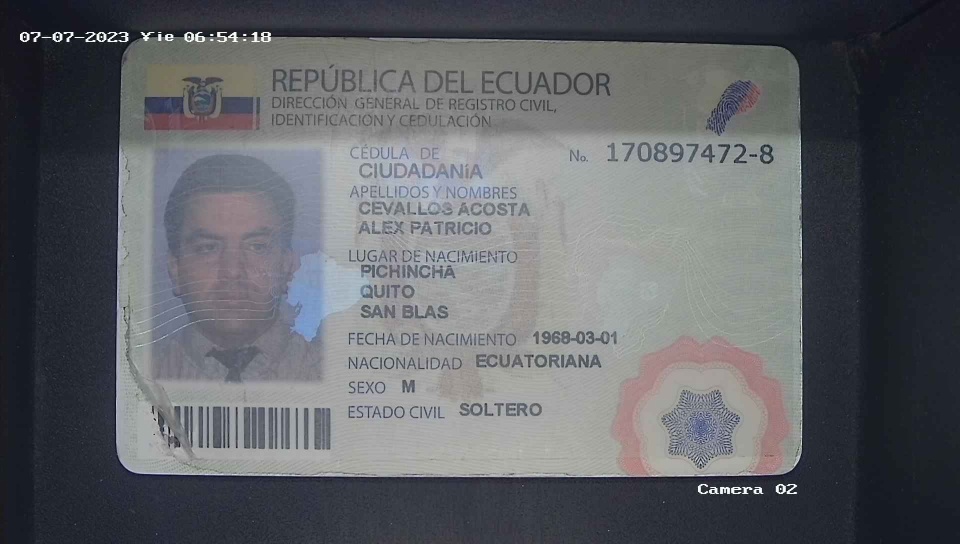 07-07-2023 Vie 06:54:18
REPÚBLICA DEL ECUADOR
DIRECCIÓN GENERAL DE REGISTRO CIVIL,
IDENTIFICACIÓN Y CEDULACIÓN
CÉDULA DE
No. 170897472-8
CIUDADANÍA
APELLIDOS Y NOMBRES
CEVALLOS ACOSTA
ALEX PATRICIO
LUGAR DE NACIMIENTO
PICHINCHA
QUITO
SAN BLAS
FECHA DE NACIMIENTO 1968-03-01
NACIONALIDAD ECUATORIANA
SEXO M
ESTADO CIVIL SOLTERO
Camera 02